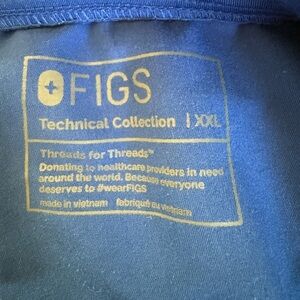 FIGS
Technical Collection | XXL
Threads for Threads™
Donating to healthcare providers in need
around the world. Because everyone
deserves to #wearFIGS
made in vietnam fabriqué au vietnam